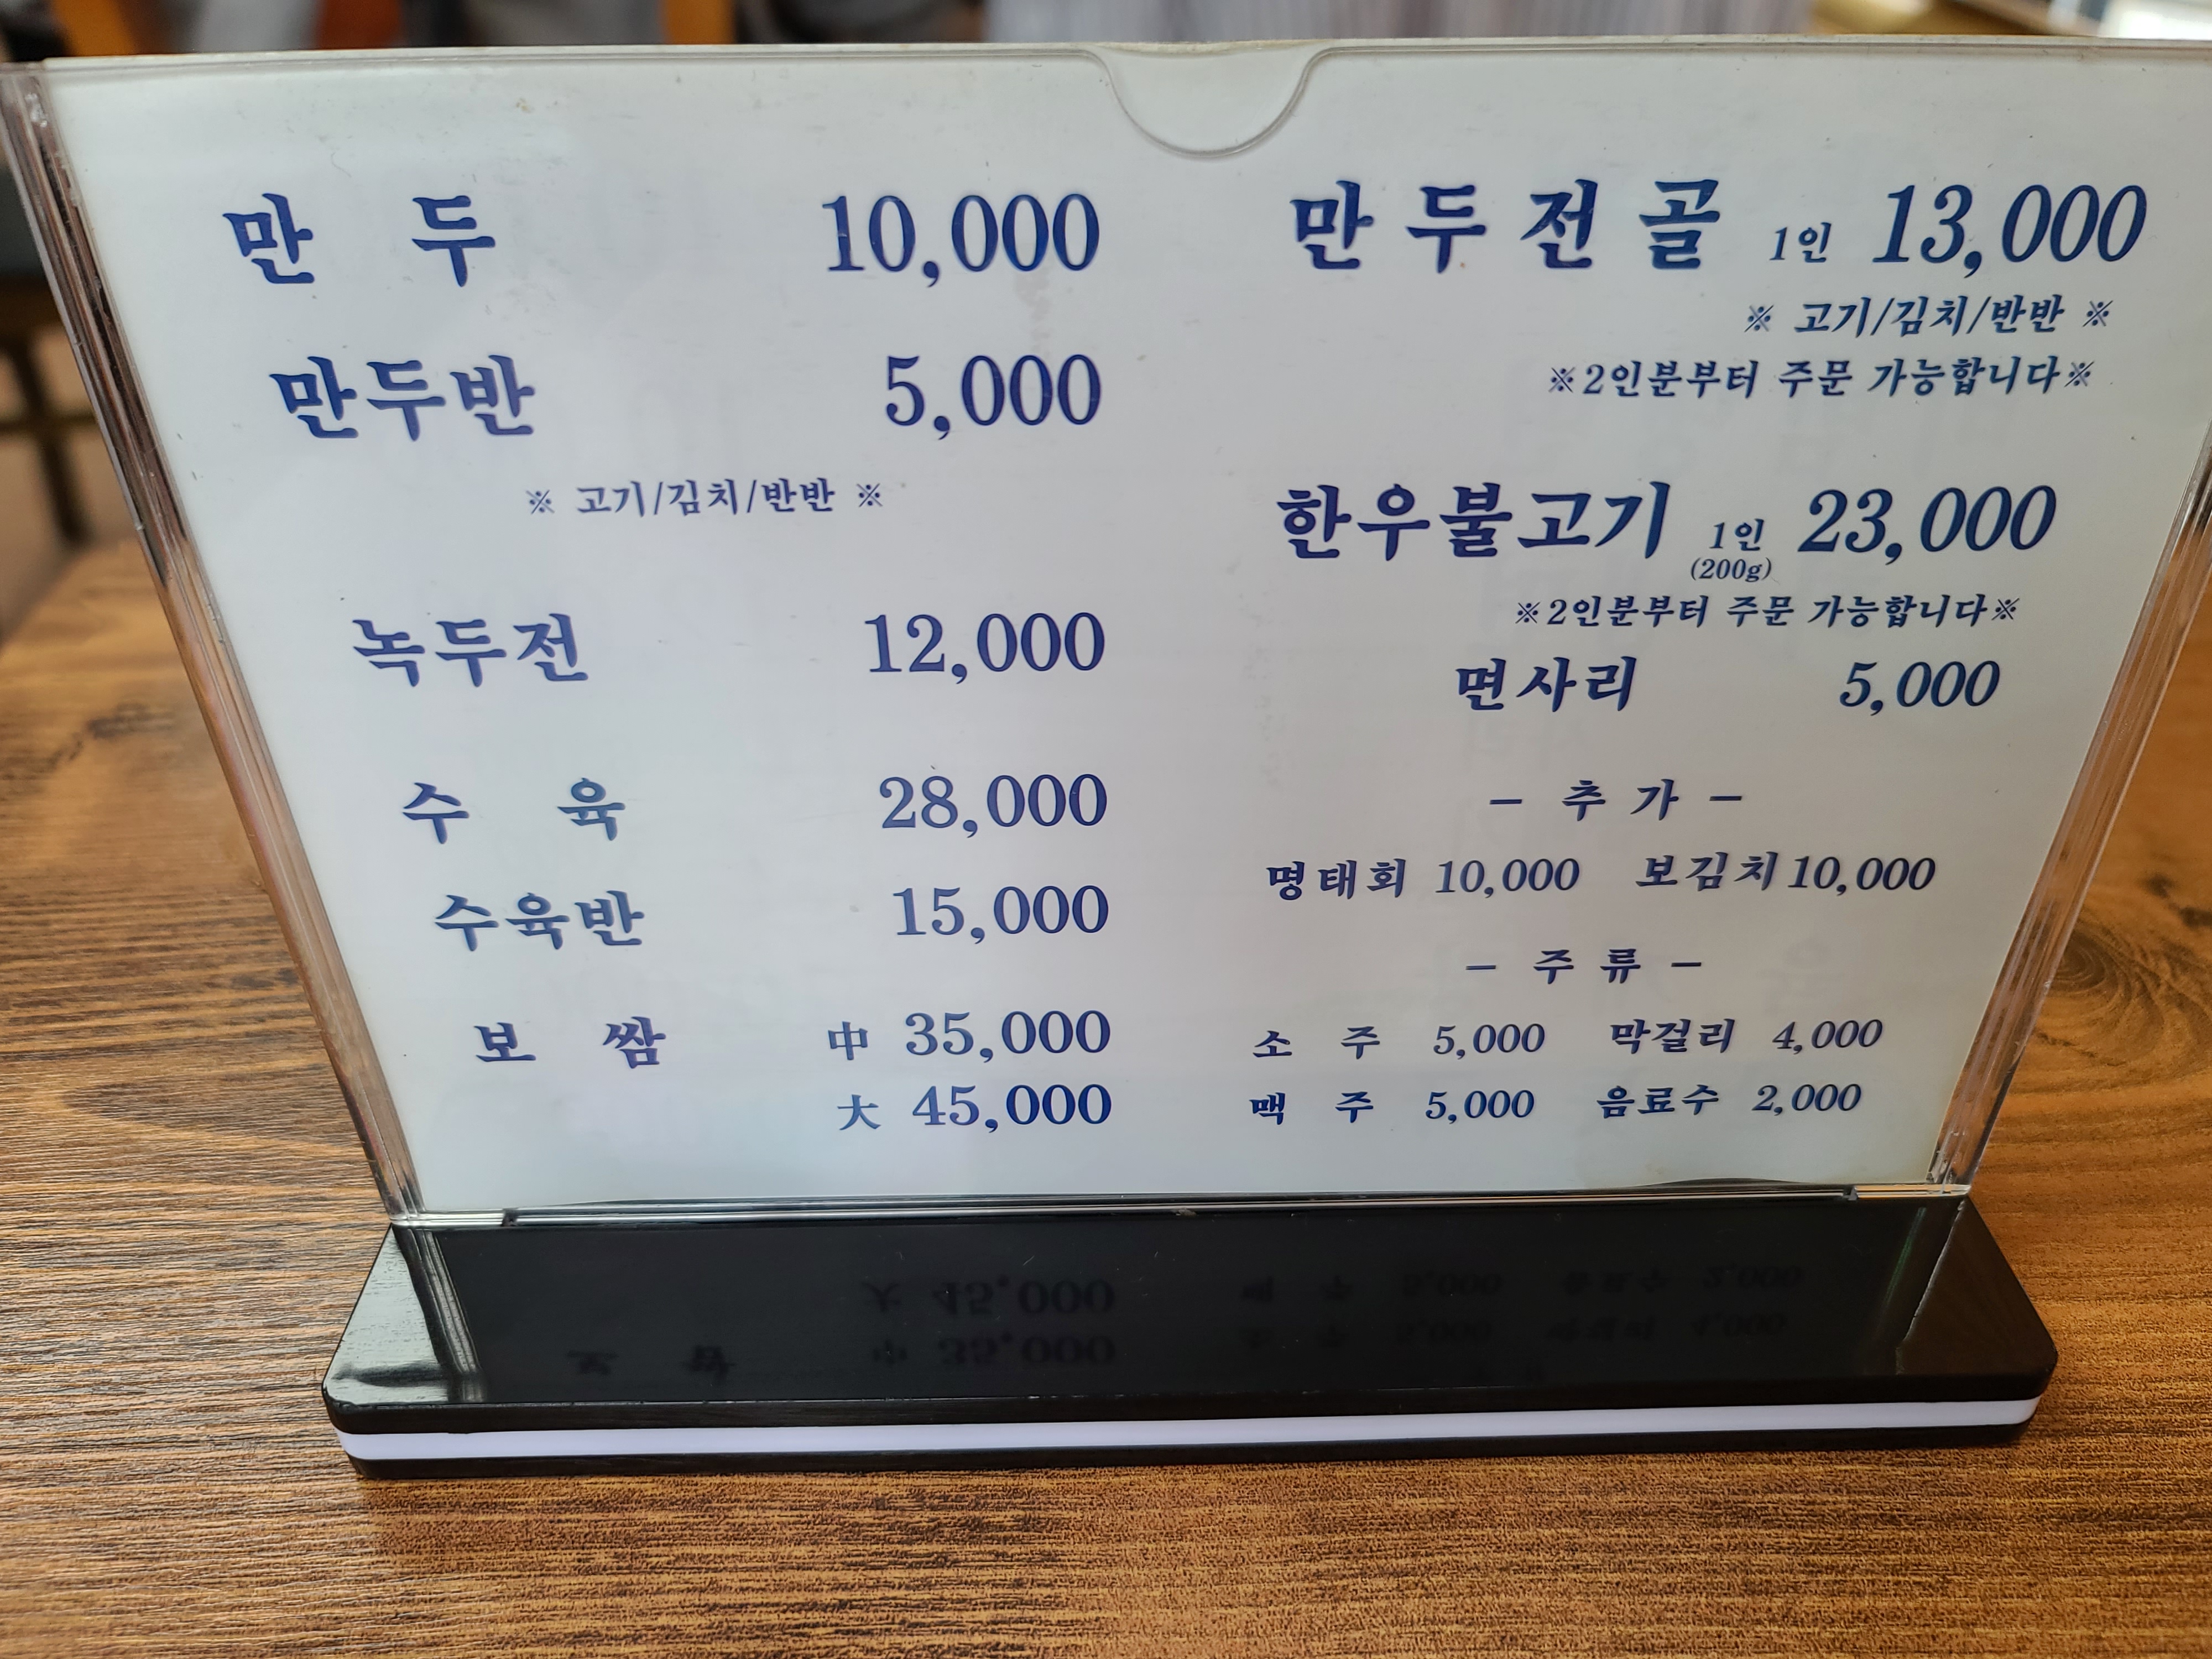 만 두 10,000
만두반 5,000
※ 고기/김치/반반 ※
녹두전 12,000
수 육 28,000
수육반 15,000
보 쌈 中 35,000
大 45,000
만두전골 1인 13,000
※ 고기/김치/반반 ※
※2인분부터 주문 가능합니다※
한우불고기 1인 23,000
(200g)
※2인분부터 주문 가능합니다※
면사리 5,000
- 추 가 -
명태회 10,000 보김치 10,000
- 주 류 -
소 주 5,000 막걸리 4,000
맥 주 5,000 음료수 2,000